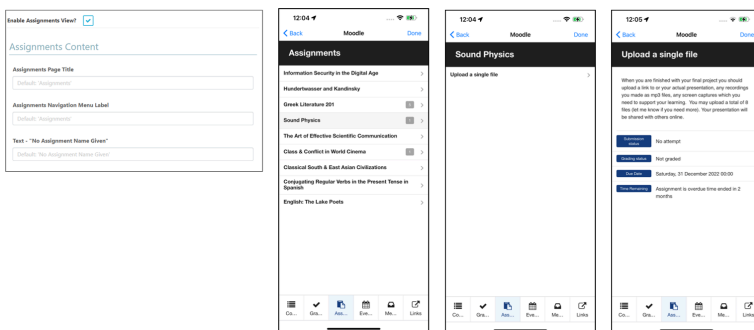 Enable Assignments View?
Assignments Content
Assignments Page Title
Default: 'Assignments'
Assignments Navigation Menu Label
Default: 'Assignments'
Text - "No Assignment Name Given"
Default: 'No Assignment Name Given'
12:04
Back
Moodle
Done
Assignments
Information Security in the Digital Age
Hundertwasser and Kandinsky
Greek Literature 201
Sound Physics
The Art of Effective Scientific Communication
Class & Conflict in World Cinema
Classical South & East Asian Civilizations
Conjugating Regular Verbs in the Present Tense in
Spanish
English: The Lake Poets
Co... Gra... Ass... Eve... Me... Links
12:04
Back
Moodle
Done
Sound Physics
Upload a single file
Co... Gra... Ass... Eve... Me... Links
12:05
Back
Moodle
Done
Upload a single file
When you are finished with your final project you should
upload a link to or your actual presentation, any recordings
you made as mp3 files, any screen captures which you
need to support your learning. You may upload a total of 8
files (let me know if you need more). Your presentation will
be shared with others online.
Submission
status
No attempt
Grading status
Not graded
Due Date
Saturday, 31 December 2022 00:00
Time Remaining
Assignment is overdue time ended in 2
months
Co... Gra... Ass... Eve... Me... Links